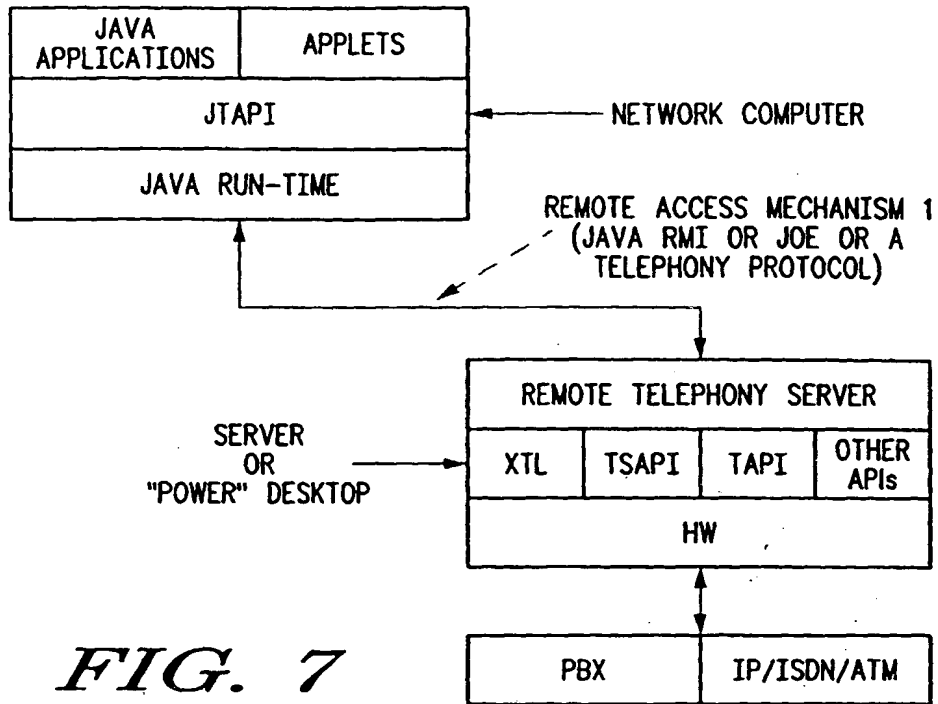 JAVA
APPLICATIONS
APPLETS
JTAPI
NETWORK COMPUTER
JAVA RUN-TIME
REMOTE ACCESS MECHANISM 1
(JAVA RMI OR JOE OR A
TELEPHONY PROTOCOL)
REMOTE TELEPHONY SERVER
SERVER
OR
"POWER" DESKTOP
XTL
TSAPI
TAPI
OTHER
APIs
HW
PBX
IP/ISDN/ATM
FIG. 7